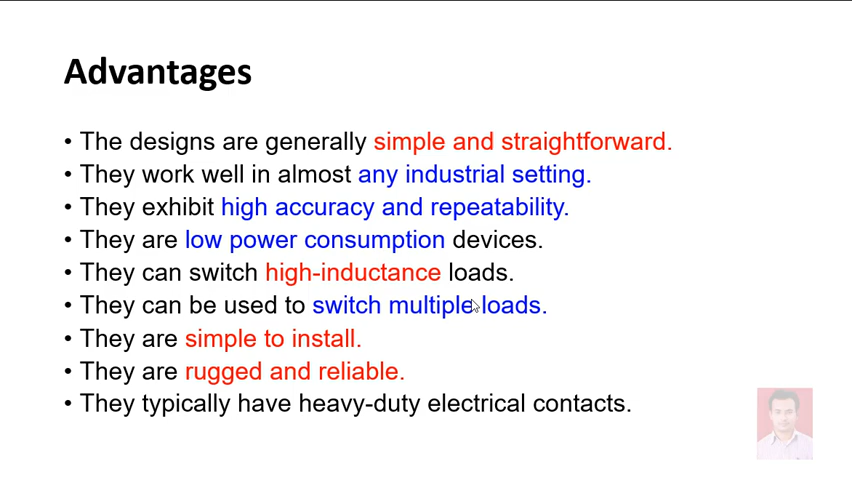 Advantages
• The designs are generally simple and straightforward.
• They work well in almost any industrial setting.
• They exhibit high accuracy and repeatability.
• They are low power consumption devices.
• They can switch high-inductance loads.
• They can be used to switch multiple loads.
• They are simple to install.
• They are rugged and reliable.
• They typically have heavy-duty electrical contacts.